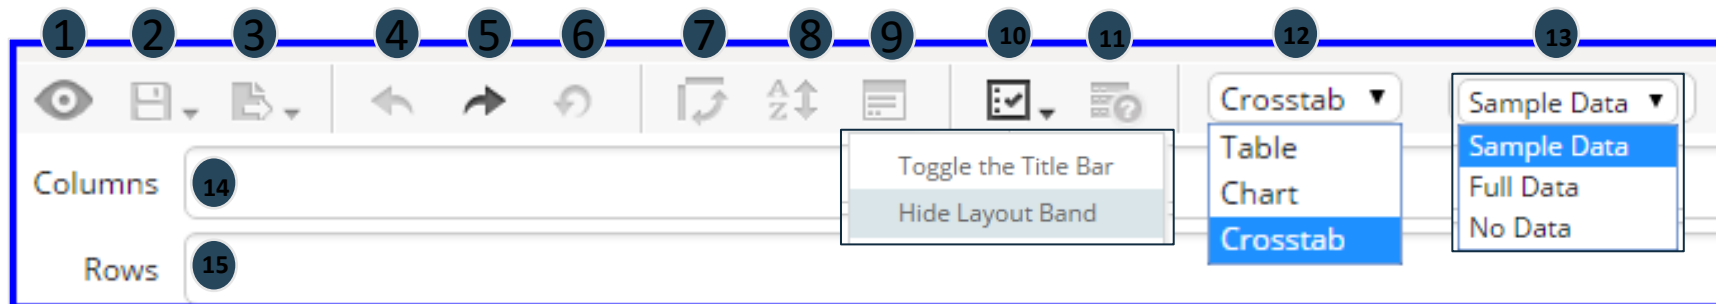 1 2 3 4 5 6 7 8 9 10 11 12 13
A
Z
Crosstab ▼
Sample Data ▼
Table
Chart
Crosstab
Sample Data
Full Data
No Data
Toggle the Title Bar
Hide Layout Band
Columns 14
Rows 15
?